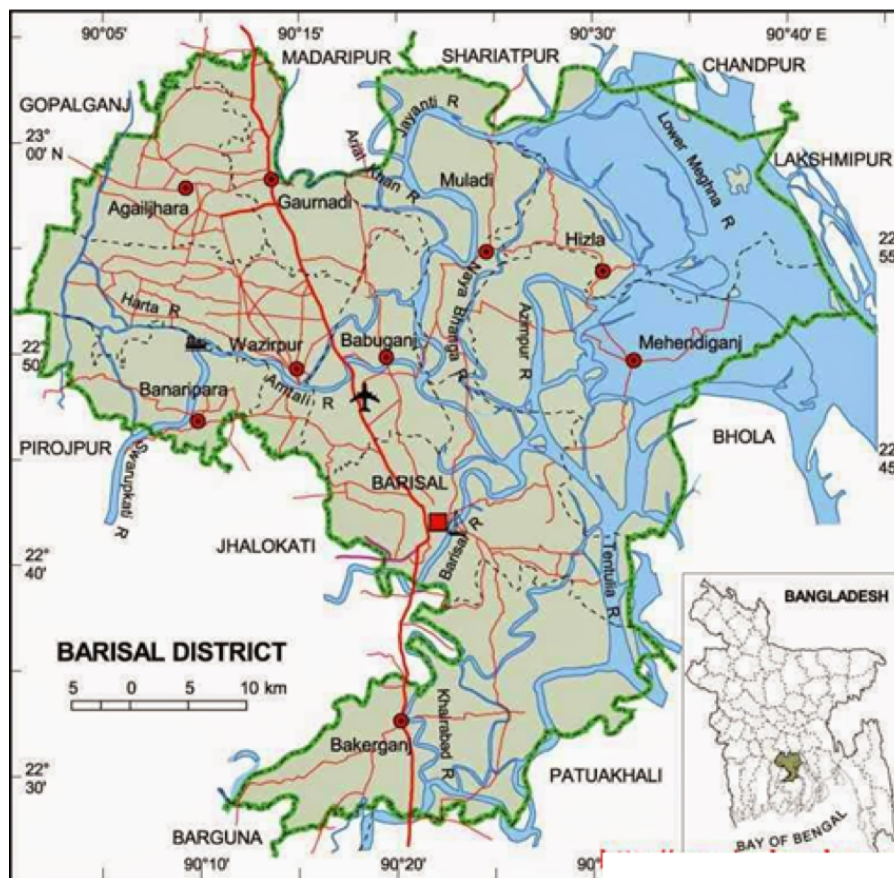 90°05'
90°15'
90°30'
90°40' E
MADARIPUR
SHARIATPUR
CHANDPUR
GOPALGANJ
23°
00' N
Jayanti R
Lower Meghna R
LAKSHMIPUR
Arial Khan R
Muladi
Agailjhara
Gaurnadi
Hizla
22
55
Naya Bhanga R
Azimpur R
Harta R
Wazirpur
Babuganj
Mehendiganj
22°
50'
Banaripara
Amtali R
PIROJPUR
Swarupkati R
BHOLA
22
45
BARISAL
JHALOKATI
Barisal R
22°
40'
Tentulia R
BANGLADESH
BARISAL DISTRICT
5 0 5 10 km
Khairabad R
Bakerganj
22°
30'
PATUAKHALI
BARGUNA
BAY OF BENGAL
90°10'
90°20'
90°